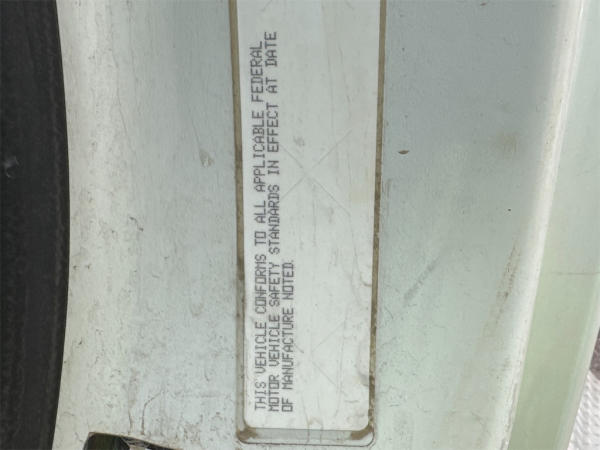 THIS VEHICLE CONFORMS TO ALL APPLICABLE FEDERAL
MOTOR VEHICLE SAFETY STANDARDS IN EFFECT AT DATE
OF MANUFACTURE NOTED.